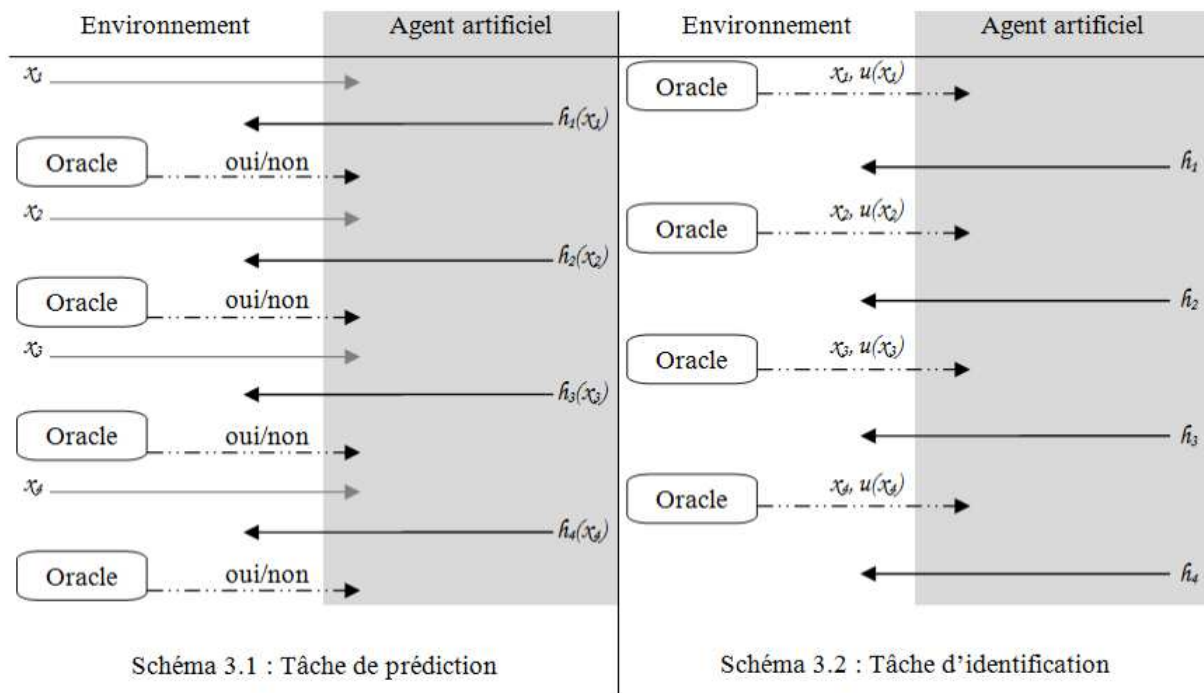 Environnement
Agent artificiel
x₁
h₁(x₁)
Oracle
oui/non
x₂
h₂(x₂)
Oracle
oui/non
x₃
h₃(x₃)
Oracle
oui/non
x₄
h₄(x₄)
Oracle
oui/non
Schéma 3.1 : Tâche de prédiction
Environnement
Agent artificiel
Oracle
x₁, u(x₁)
h₁
Oracle
x₂, u(x₂)
h₂
Oracle
x₃, u(x₃)
h₃
Oracle
x₄, u(x₄)
h₄
Schéma 3.2 : Tâche d’identification